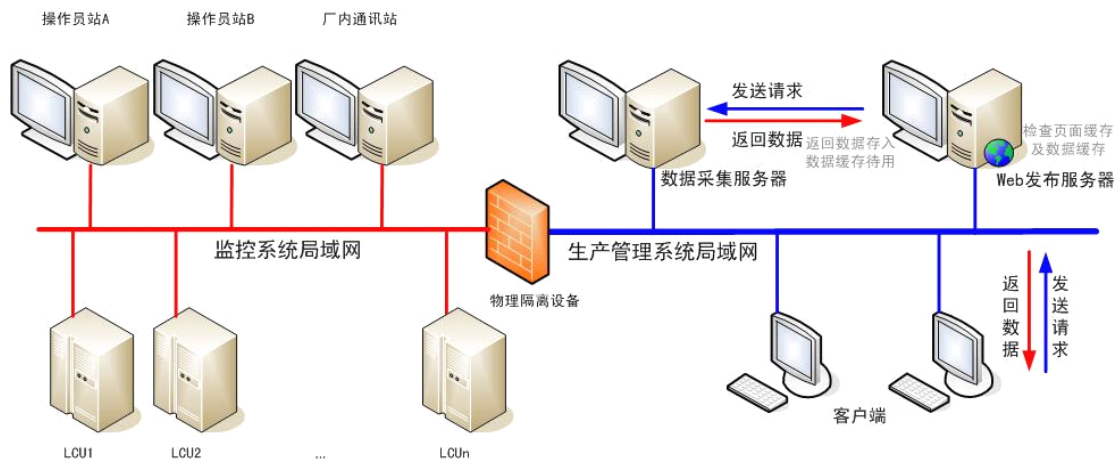 操作员站A
操作员站B
厂内通讯站
发送请求
返回数据
返回数据存入
数据缓存待用
检查页面缓存
及数据缓存
数据采集服务器
Web发布服务器
监控系统局域网
生产管理系统局域网
物理隔离设备
返回数据
发送请求
客户端
LCU1
LCU2
...
LCUn